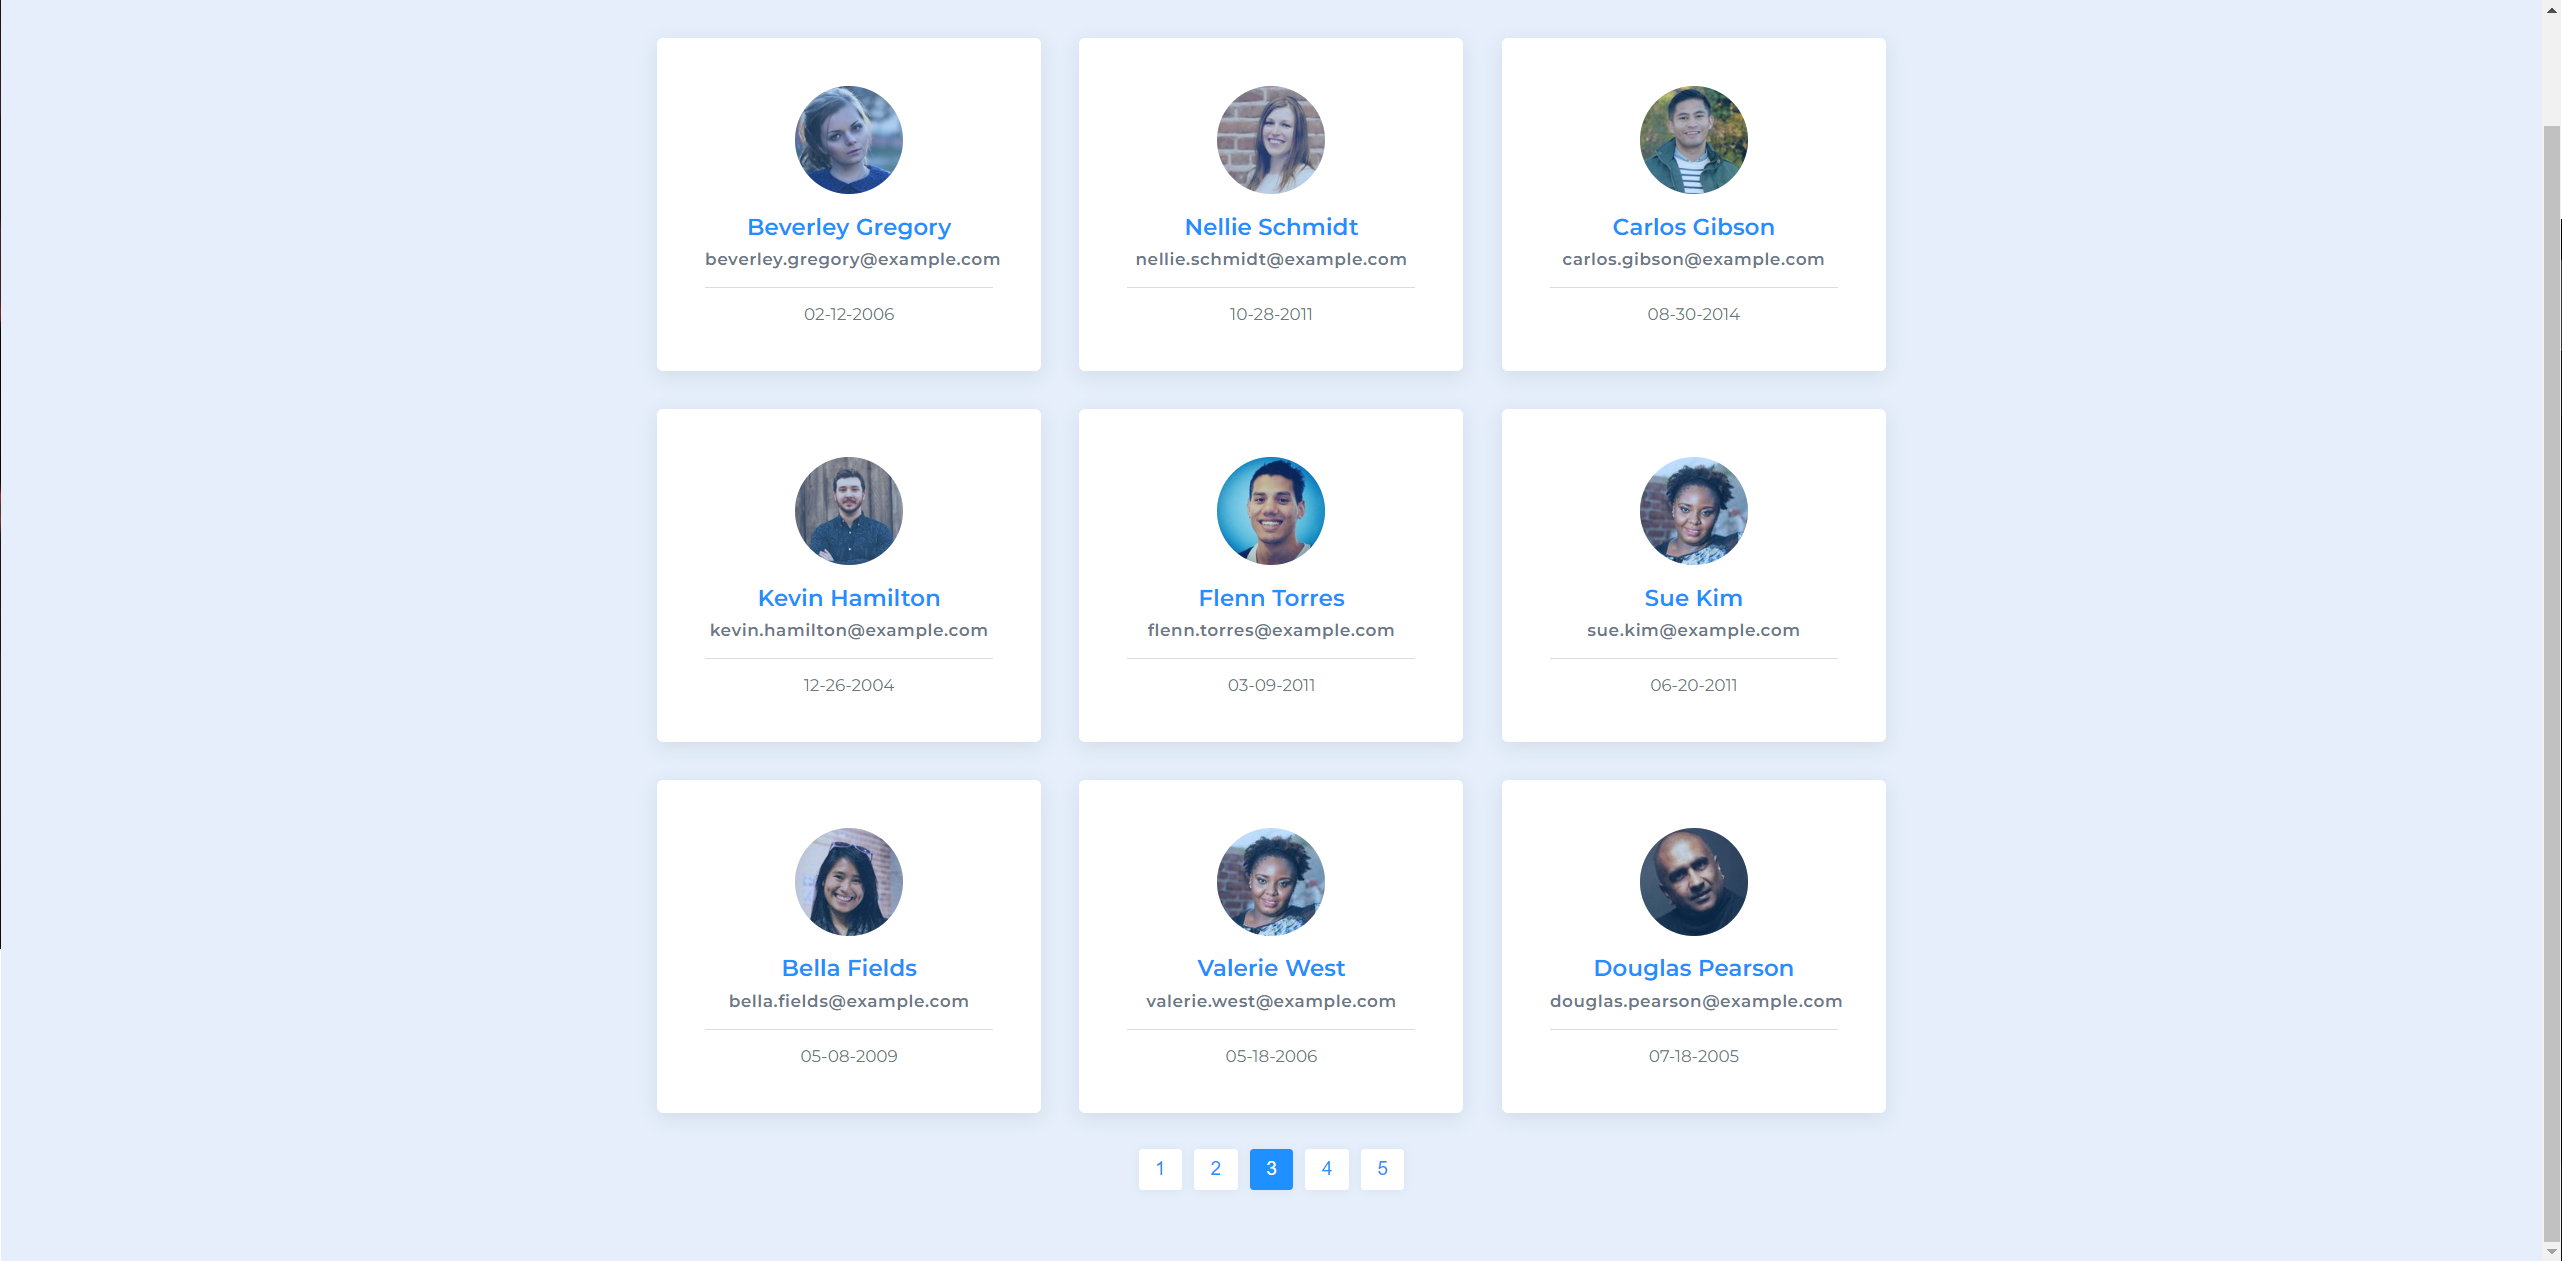 Beverley Gregory
beverley.gregory@example.com
02-12-2006
Nellie Schmidt
nellie.schmidt@example.com
10-28-2011
Carlos Gibson
carlos.gibson@example.com
08-30-2014
Kevin Hamilton
kevin.hamilton@example.com
12-26-2004
Flenn Torres
flenn.torres@example.com
03-09-2011
Sue Kim
sue.kim@example.com
06-20-2011
Bella Fields
bella.fields@example.com
05-08-2009
Valerie West
valerie.west@example.com
05-18-2006
Douglas Pearson
douglas.pearson@example.com
07-18-2005
1 2 3 4 5